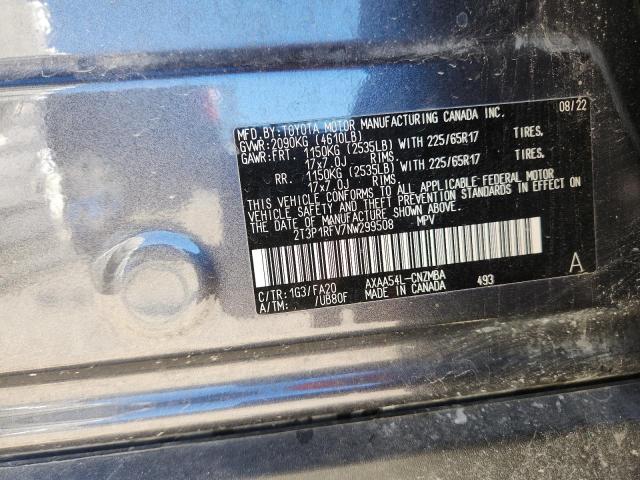 MFD. BY: TOYOTA MOTOR MANUFACTURING CANADA INC. 08/22
GVWR: 2090KG (4610LB)
GAWR: FRT. 1150KG (2535LB) WITH 225/65R17 TIRES.
17x7.0J RIMS.
RR. 1150KG (2535LB) WITH 225/65R17 TIRES.
17x7.0J RIMS.
THIS VEHICLE CONFORMS TO ALL APPLICABLE FEDERAL MOTOR
VEHICLE SAFETY AND THEFT PREVENTION STANDARDS IN EFFECT ON
THE DATE OF MANUFACTURE SHOWN ABOVE.
2T3P1RFV7NW299508 MPV
C/TR: 1G3/FA20 AXAA54L-CNZMBA 493 A
A/TM: /UB80F MADE IN CANADA